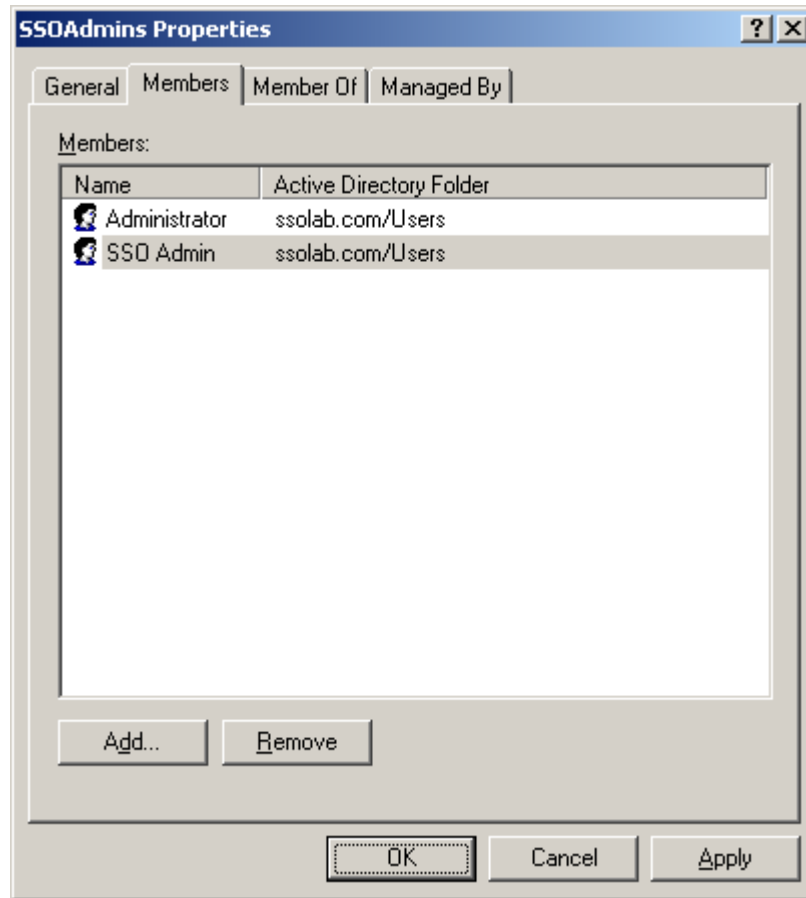 SSOAdmins Properties
General Members Member Of Managed By
Members:
Name Active Directory Folder
Administrator ssolab.com/Users
SSO Admin ssolab.com/Users
Add... Remove
OK Cancel Apply